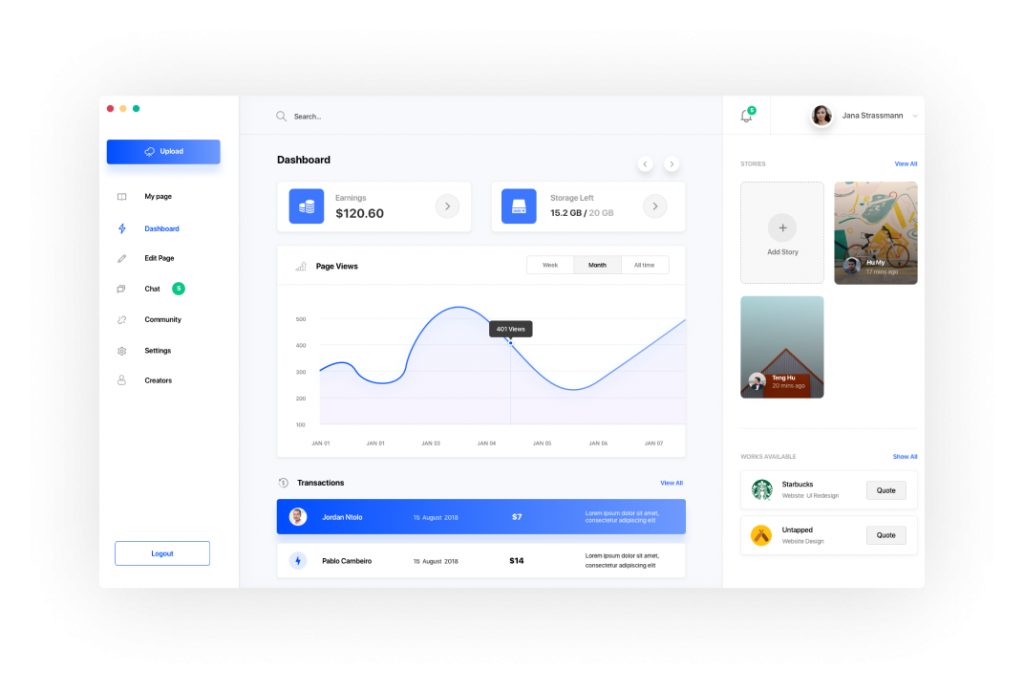 Search...
5
Jana Strassmann
Upload
My page
Dashboard
Edit Page
Chat 5
Community
Settings
Creators
Logout
Dashboard
Earnings
$120.60
Storage Left
15.2 GB / 20 GB
Page Views
Week Month All time
500
400
300
200
100
401 Views
JAN 01 JAN 01 JAN 03 JAN 04 JAN 05 JAN 06 JAN 07
Transactions
View All
Jordan Ntolo 15 August 2018 $7
Lorem ipsum dolor sit amet,
consectetur adipiscing elit
Pablo Cambeiro 15 August 2018 $14
Lorem ipsum dolor sit amet,
consectetur adipiscing elit
STORIES View All
Add Story
Hu My
17 mins ago
Teng Hu
20 mins ago
WORKS AVAILABLE Show All
Starbucks
Website UI Redesign
Quote
Untapped
Website Design
Quote